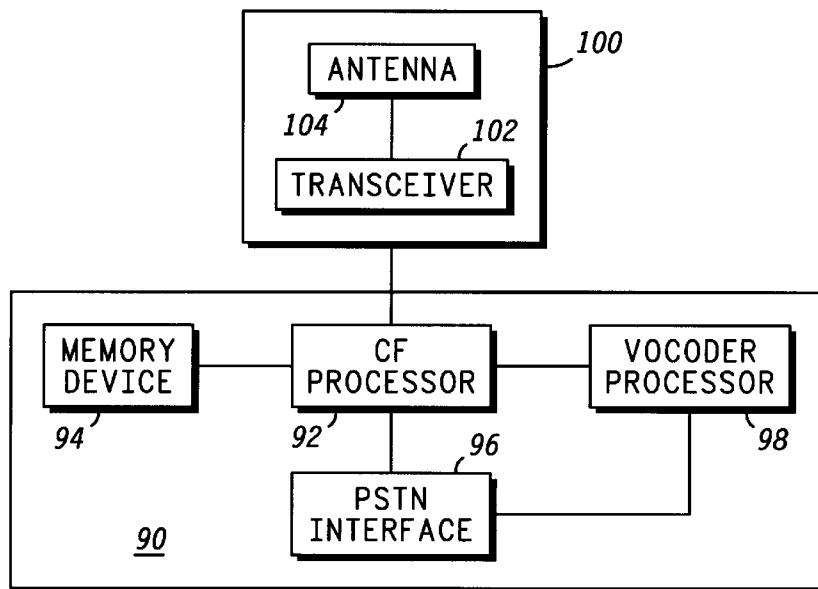 100
ANTENNA
104
102
TRANSCEIVER
MEMORY
DEVICE
94
CF
PROCESSOR
92
VOCODER
PROCESSOR
98
96
PSTN
INTERFACE
90